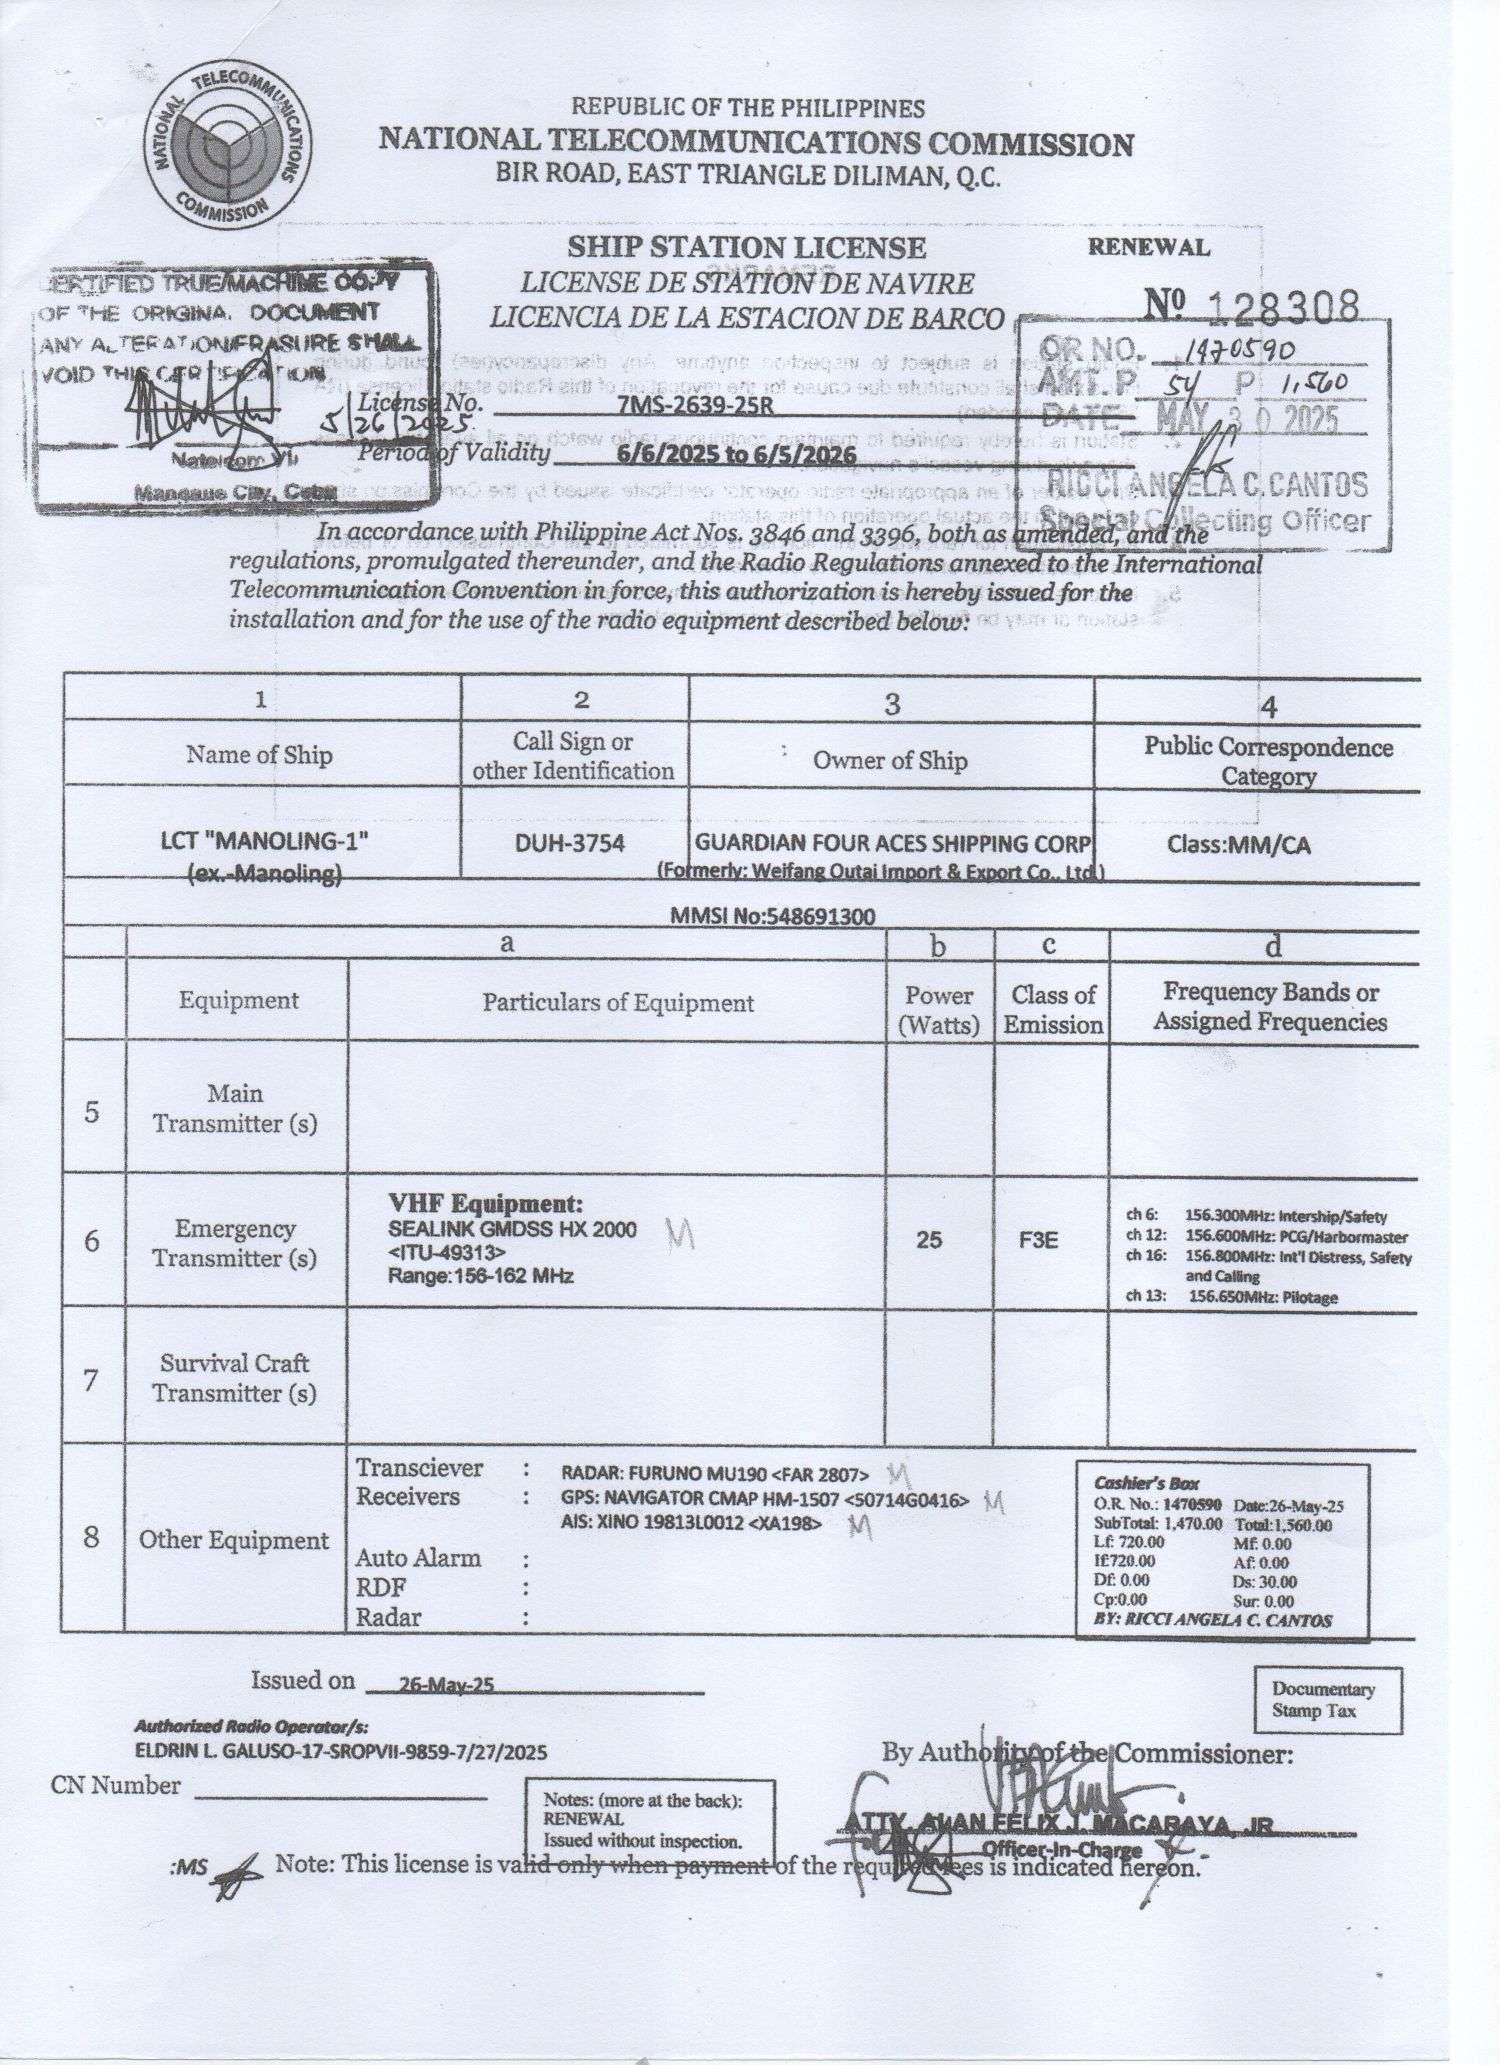 NATIONAL TELECOMMUNICATIONS COMMISSION
REPUBLIC OF THE PHILIPPINES
NATIONAL TELECOMMUNICATIONS COMMISSION
BIR ROAD, EAST TRIANGLE DILIMAN, Q.C.
SHIP STATION LICENSE
RENEWAL
LICENSE DE STATION DE NAVIRE
LICENCIA DE LA ESTACION DE BARCO
Nº 128308
CERTIFIED TRUE/MACHINE COPY
OF THE ORIGINAL DOCUMENT
ANY ALTERATION/ERASURE SHALL
VOID THIS CERTIFICATION
5/26/2025
Mandaue City, Cebu
OR NO. 1470590
AMT. P 54 P 1,560
DATE MAY 30 2025
RICCI ANGELA C. CANTOS
Special Collecting Officer
License No. 7MS-2639-25R
Period of Validity 6/6/2025 to 6/5/2026
In accordance with Philippine Act Nos. 3846 and 3396, both as amended, and the
regulations, promulgated thereunder, and the Radio Regulations annexed to the International
Telecommunication Convention in force, this authorization is hereby issued for the
installation and for the use of the radio equipment described below:
1 2 3 4
Name of Ship
Call Sign or
other Identification
Owner of Ship
Public Correspondence
Category
LCT "MANOLING-1"
(ex.-Manoling)
DUH-3754
GUARDIAN FOUR ACES SHIPPING CORP
(Formerly: Weifang Outai Import & Export Co., Ltd.)
Class:MM/CA
MMSI No:548691300
a b c d
Equipment
Particulars of Equipment
Power
(Watts)
Class of
Emission
Frequency Bands or
Assigned Frequencies
5
Main
Transmitter (s)
6
Emergency
Transmitter (s)
VHF Equipment:
SEALINK GMDSS HX 2000 M
<ITU-49313>
Range:156-162 MHz
25
F3E
ch 6: 156.300MHz: Intership/Safety
ch 12: 156.600MHz: PCG/Harbormaster
ch 16: 156.800MHz: Int'l Distress, Safety
and Calling
ch 13: 156.650MHz: Pilotage
7
Survival Craft
Transmitter (s)
8
Other Equipment
Transciever : RADAR: FURUNO MU190 <FAR 2807> M
Receivers : GPS: NAVIGATOR CMAP HM-1507 <50714G0416> M
AIS: XINO 19813L0012 <XA198> M
Auto Alarm :
RDF :
Radar :
Cashier's Box
O.R. No.: 1470590 Date:26-May-25
SubTotal: 1,470.00 Total:1,560.00
Lf: 720.00 Mf: 0.00
If:720.00 Af: 0.00
Df: 0.00 Ds: 30.00
Cp:0.00 Sur: 0.00
BY: RICCI ANGELA C. CANTOS
Issued on 26-May-25
Documentary
Stamp Tax
Authorized Radio Operator/s:
ELDRIN L. GALUSO-17-SROPVII-9859-7/27/2025
By Authority of the Commissioner:
CN Number
Notes: (more at the back):
RENEWAL
Issued without inspection.
ATTY. ALAN FELIX J. MACARAYA, JR
Officer-In-Charge
:MS
Note: This license is valid only when payment of the required fees is indicated hereon.